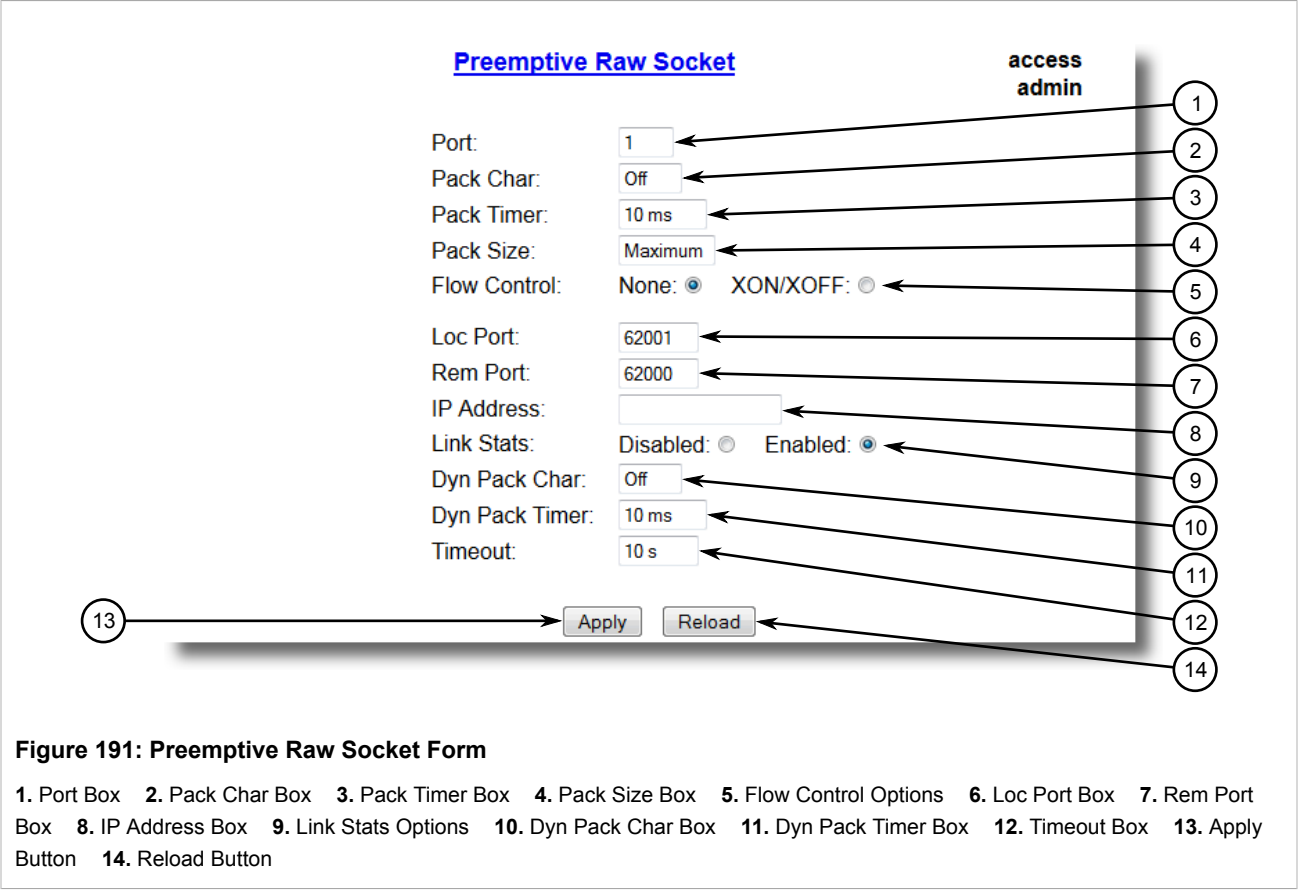 Preemptive Raw Socket
access
admin
Port: 1
Pack Char: Off
Pack Timer: 10 ms
Pack Size: Maximum
Flow Control: None: XON/XOFF:
Loc Port: 62001
Rem Port: 62000
IP Address:
Link Stats: Disabled: Enabled:
Dyn Pack Char: Off
Dyn Pack Timer: 10 ms
Timeout: 10 s
Apply Reload
1
2
3
4
5
6
7
8
9
10
11
12
13
14
Figure 191: Preemptive Raw Socket Form
1. Port Box 2. Pack Char Box 3. Pack Timer Box 4. Pack Size Box 5. Flow Control Options 6. Loc Port Box 7. Rem Port
Box 8. IP Address Box 9. Link Stats Options 10. Dyn Pack Char Box 11. Dyn Pack Timer Box 12. Timeout Box 13. Apply
Button 14. Reload Button